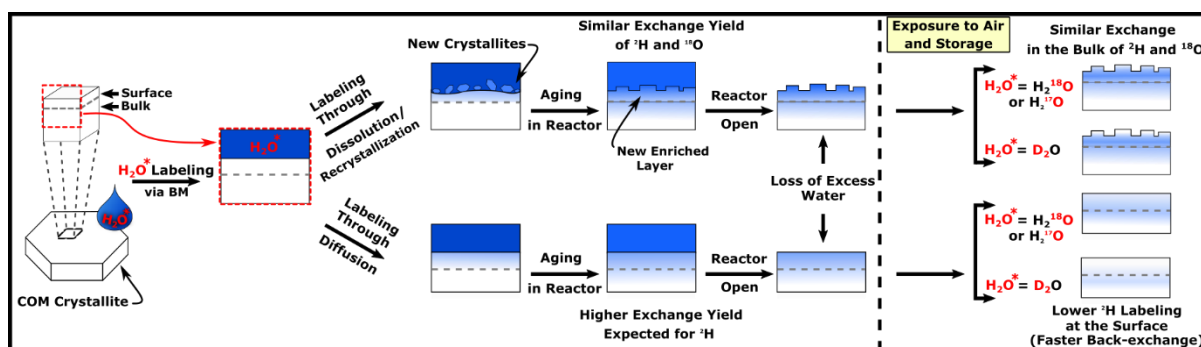 Surface
Bulk
H₂O* Labeling
via BM
H₂O*
COM Crystallite
H₂O*
Labeling
Through
Dissolution/
Recrystallization
Labeling
Through
Diffusion
New Crystallites
Aging
in Reactor
Similar Exchange Yield
of ²H and ¹⁸O
New Enriched
Layer
Reactor
Open
Loss of Excess
Water
Aging
in Reactor
Reactor
Open
Higher Exchange Yield
Expected for ²H
Exposure to Air
and Storage
Similar Exchange
in the Bulk of ²H and ¹⁸O
H₂O* = H₂¹⁸O
or H₂¹⁷O
H₂O* = D₂O
H₂O* = H₂¹⁸O
or H₂¹⁷O
H₂O* = D₂O
Lower ²H Labeling
at the Surface
(Faster Back-exchange)